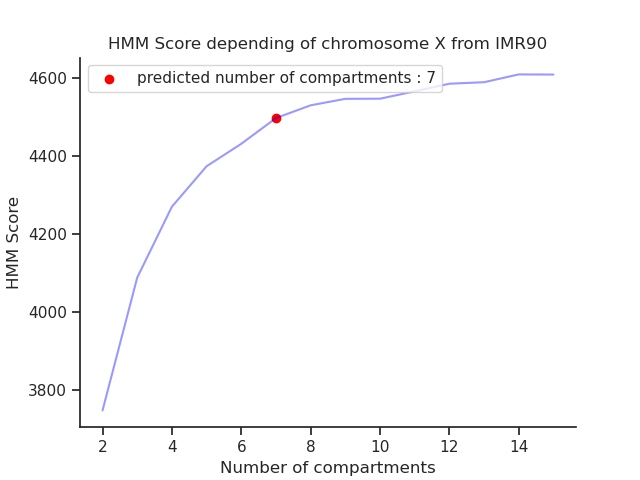 HMM Score depending of chromosome X from IMR90
predicted number of compartments : 7
4600
4400
4200
4000
3800
HMM Score
2 4 6 8 10 12 14
Number of compartments